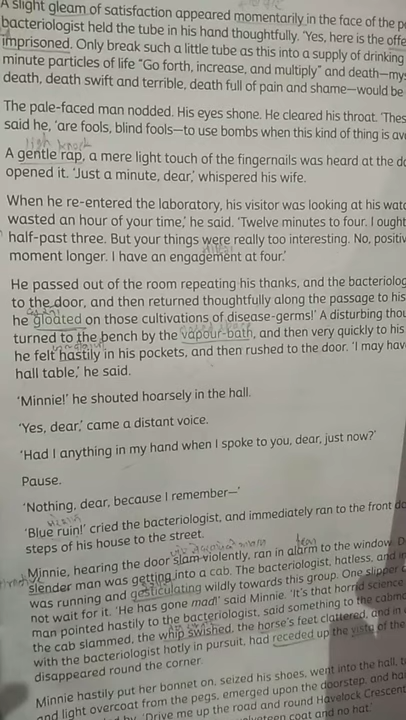 A slight gleam of satisfaction appeared momentarily in the face of the
bacteriologist held the tube in his hand thoughtfully. 'Yes, here is the
imprisoned. Only break such a little tube as this into a supply of drinking
minute particles of life "Go forth, increase, and multiply" and death—
death, death swift and terrible, death full of pain and shame—would be
The pale-faced man nodded. His eyes shone. He cleared his throat.
said he, 'are fools, blind fools—to use bombs when this kind of thing is
ligh knock
A gentle rap, a mere light touch of the fingernails was heard at the
opened it. 'Just a minute, dear,' whispered his wife.
When he re-entered the laboratory, his visitor was looking at his
wasted an hour of your time,' he said. 'Twelve minutes to four. I ought
half-past three. But your things were really too interesting. No,
moment longer. I have an engagement at four.'
He passed out of the room repeating his thanks, and the
to the door, and then returned thoughtfully along the passage to his
he gloated on those cultivations of disease-germs!' A disturbing
turned to the bench by the vapour-bath, and then very quickly to his
he felt hastily in his pockets, and then rushed to the door. 'I may
hall table,' he said.
'Minnie!' he shouted hoarsely in the hall.
'Yes, dear,' came a distant voice.
'Had I anything in my hand when I spoke to you, dear, just now?'
Pause.
'Nothing, dear, because I remember—'
'Blue ruin!' cried the bacteriologist, and immediately ran to the front
steps of his house to the street.
fear
Minnie, hearing the door slam violently, ran in alarm to the window.
slender man was getting into a cab. The bacteriologist, hatless, and in
was running and gesticulating wildly towards this group. One slipper
not wait for it. 'He has gone mad!' said Minnie. 'It's that horrid science
man pointed hastily to the bacteriologist, said something to the
the cab slammed, the whip swished, the horse's feet clattered, and in
with the bacteriologist hotly in pursuit, had receded up the vista of the
disappeared round the corner.
Minnie hastily put her bonnet on, seized his shoes, went into the hall,
and light overcoat from the pegs, emerged upon the doorstep, and
'Drive me up the road and round Havelock Crescent
velveteen coat and no hat.'